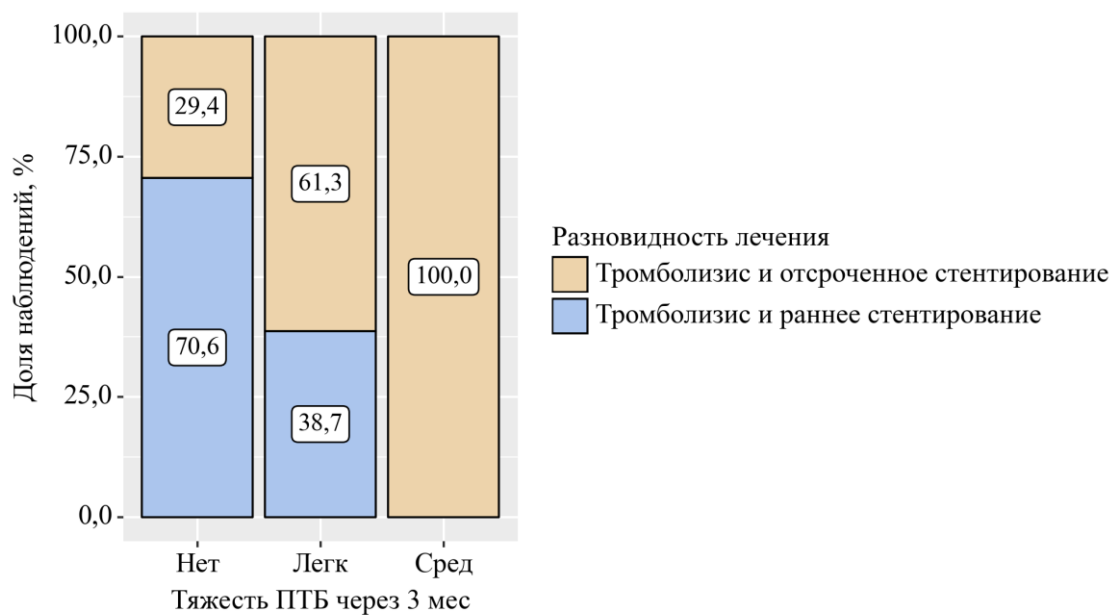 Доля наблюдений, %
100,0
75,0
50,0
25,0
0,0
29,4
70,6
61,3
38,7
100,0
Нет
Легк
Сред
Тяжесть ПТБ через 3 мес
Разновидность лечения
Тромболизис и отсроченное стентирование
Тромболизис и раннее стентирование